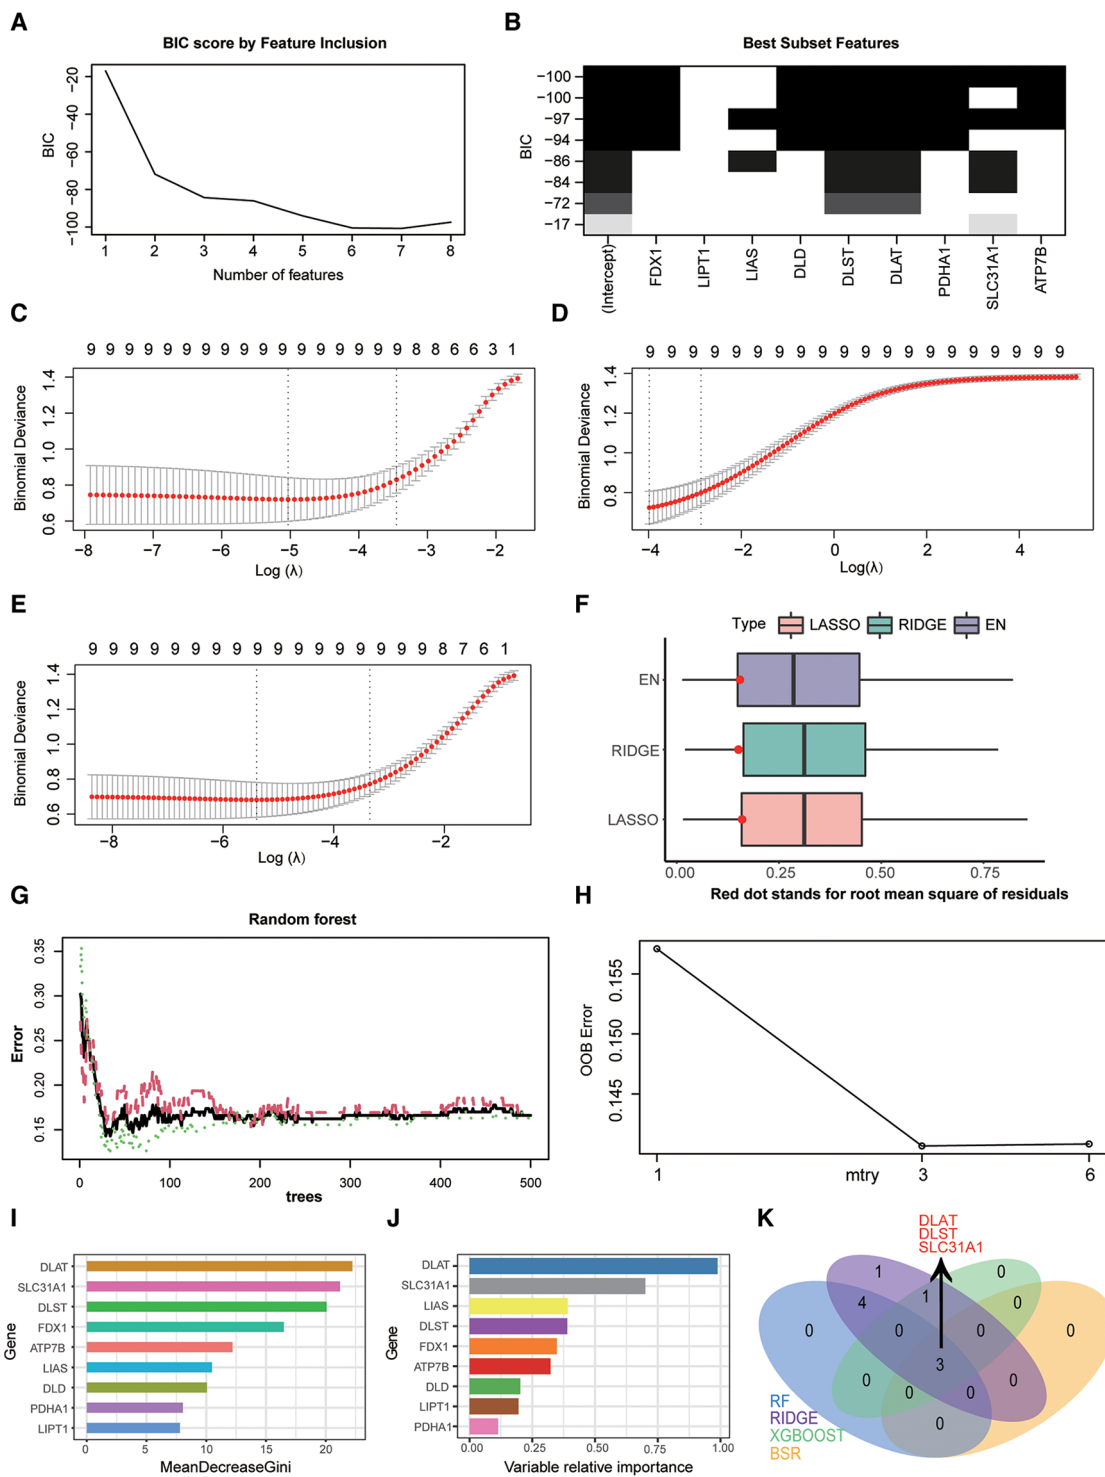 A
BIC score by Feature Inclusion
BIC
−20
−40
−60
−80
−100
1 2 3 4 5 6 7 8
Number of features
B
Best Subset Features
BIC
−100
−100
−97
−94
−86
−84
−72
−17
(Intercept) FDX1 LIPT1 LIAS DLD DLST DLAT PDHA1 SLC31A1 ATP7B
C
9 9 9 9 9 9 9 9 9 9 9 9 9 9 9 9 9 8 8 6 6 3 1
Binomial Deviance
1.4
1.2
1.0
0.8
0.6
−8 −7 −6 −5 −4 −3 −2
Log (λ)
D
9 9 9 9 9 9 9 9 9 9 9 9 9 9 9 9 9 9
Binomial Deviance
1.4
1.2
1.0
0.8
−4 −2 0 2 4
Log(λ)
E
9 9 9 9 9 9 9 9 9 9 9 9 9 9 9 9 9 8 7 6 1
Binomial Deviance
1.4
1.2
1.0
0.8
0.6
−8 −6 −4 −2
Log (λ)
F
Type LASSO RIDGE EN
EN
RIDGE
LASSO
0.00 0.25 0.50 0.75
Red dot stands for root mean square of residuals
G
Random forest
Error
0.35
0.30
0.25
0.20
0.15
0 100 200 300 400 500
trees
H
OOB Error
0.155
0.150
0.145
1 3 6
mtry
I
Gene
DLAT
SLC31A1
DLST
FDX1
ATP7B
LIAS
DLD
PDHA1
LIPT1
0 5 10 15 20
MeanDecreaseGini
J
Gene
DLAT
SLC31A1
LIAS
DLST
FDX1
ATP7B
DLD
LIPT1
PDHA1
0.00 0.25 0.50 0.75 1.00
Variable relative importance
K
DLAT
DLST
SLC31A1
1 0
4 1 0
0 0 0 0
3
0 0 0 0
0
RF
RIDGE
XGBOOST
BSR